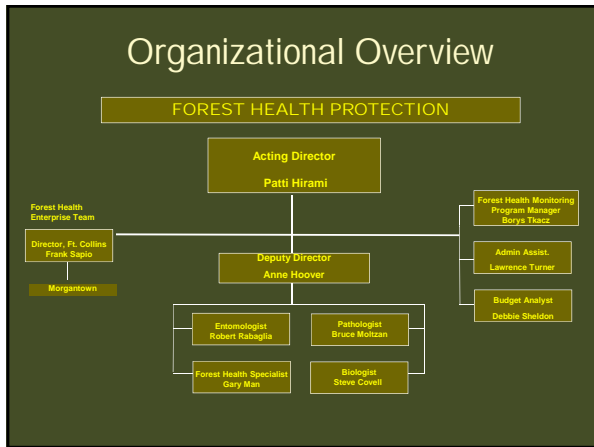 Organizational Overview
FOREST HEALTH PROTECTION
Acting Director
Patti Hirami
Forest Health
Enterprise Team
Director, Ft. Collins
Frank Sapio
Morgantown
Deputy Director
Anne Hoover
Forest Health Monitoring
Program Manager
Borys Tkacz
Admin Assist.
Lawrence Turner
Budget Analyst
Debbie Sheldon
Entomologist
Robert Rabaglia
Pathologist
Bruce Moltzan
Forest Health Specialist
Gary Man
Biologist
Steve Covell